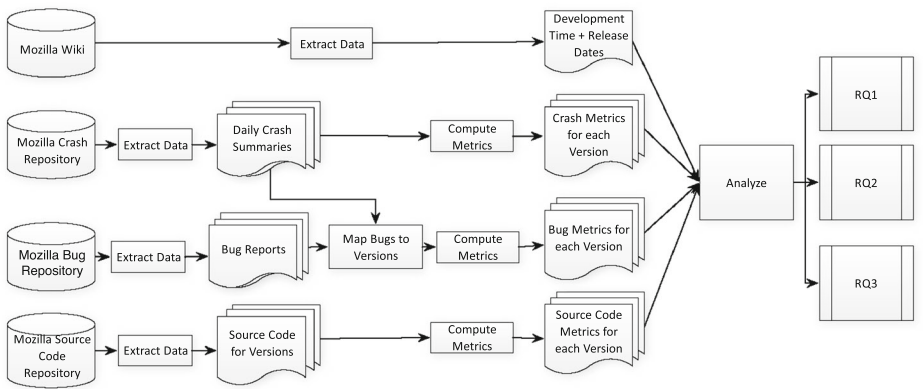 Mozilla Wiki
Extract Data
Development
Time + Release
Dates
Mozilla Crash
Repository
Extract Data
Daily Crash
Summaries
Compute
Metrics
Crash Metrics
for each
Version
Mozilla Bug
Repository
Extract Data
Bug Reports
Map Bugs to
Versions
Compute
Metrics
Bug Metrics for
each Version
Mozilla Source
Code
Repository
Extract Data
Source Code
for Versions
Compute
Metrics
Source Code
Metrics for
each Version
Analyze
RQ1
RQ2
RQ3